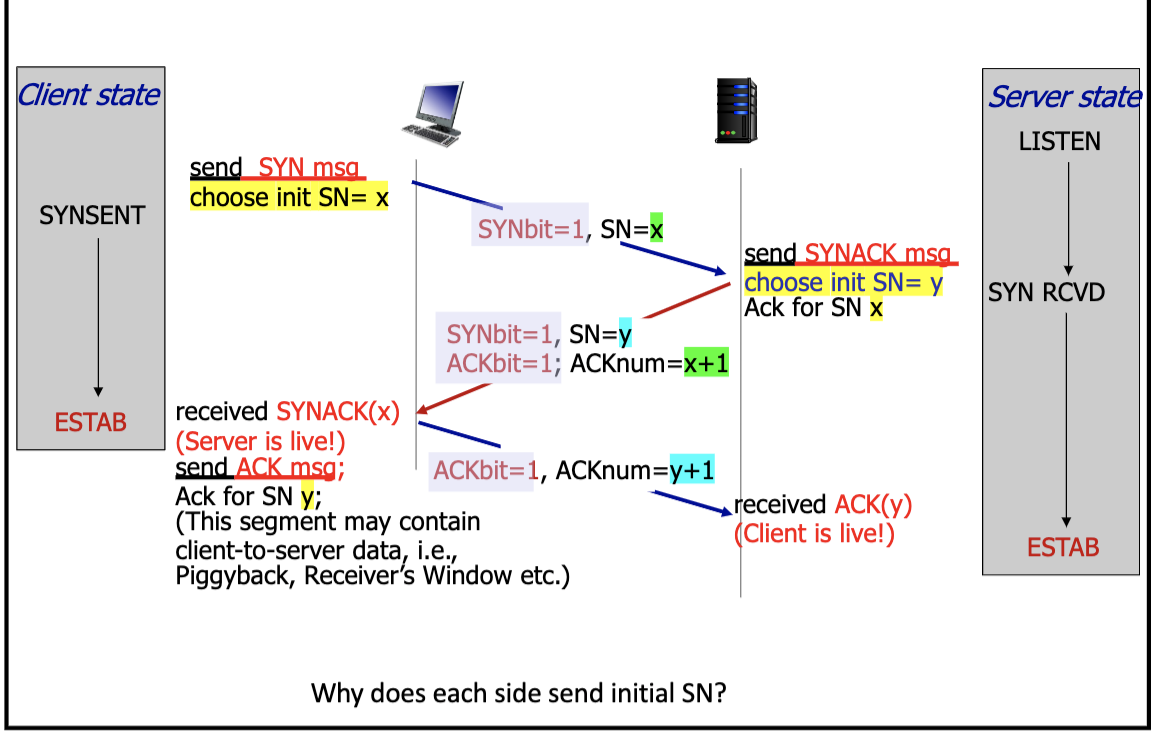 Client state
Server state
LISTEN
send SYN msg
choose init SN= x
SYNSENT
SYNbit=1, SN=x
send SYNACK msg
choose init SN= y
Ack for SN x
SYN RCVD
SYNbit=1, SN=y
ACKbit=1; ACKnum=x+1
ESTAB
received SYNACK(x)
(Server is live!)
send ACK msg;
Ack for SN y;
(This segment may contain
client-to-server data, i.e.,
Piggyback, Receiver’s Window etc.)
ACKbit=1, ACKnum=y+1
received ACK(y)
(Client is live!)
ESTAB
Why does each side send initial SN?